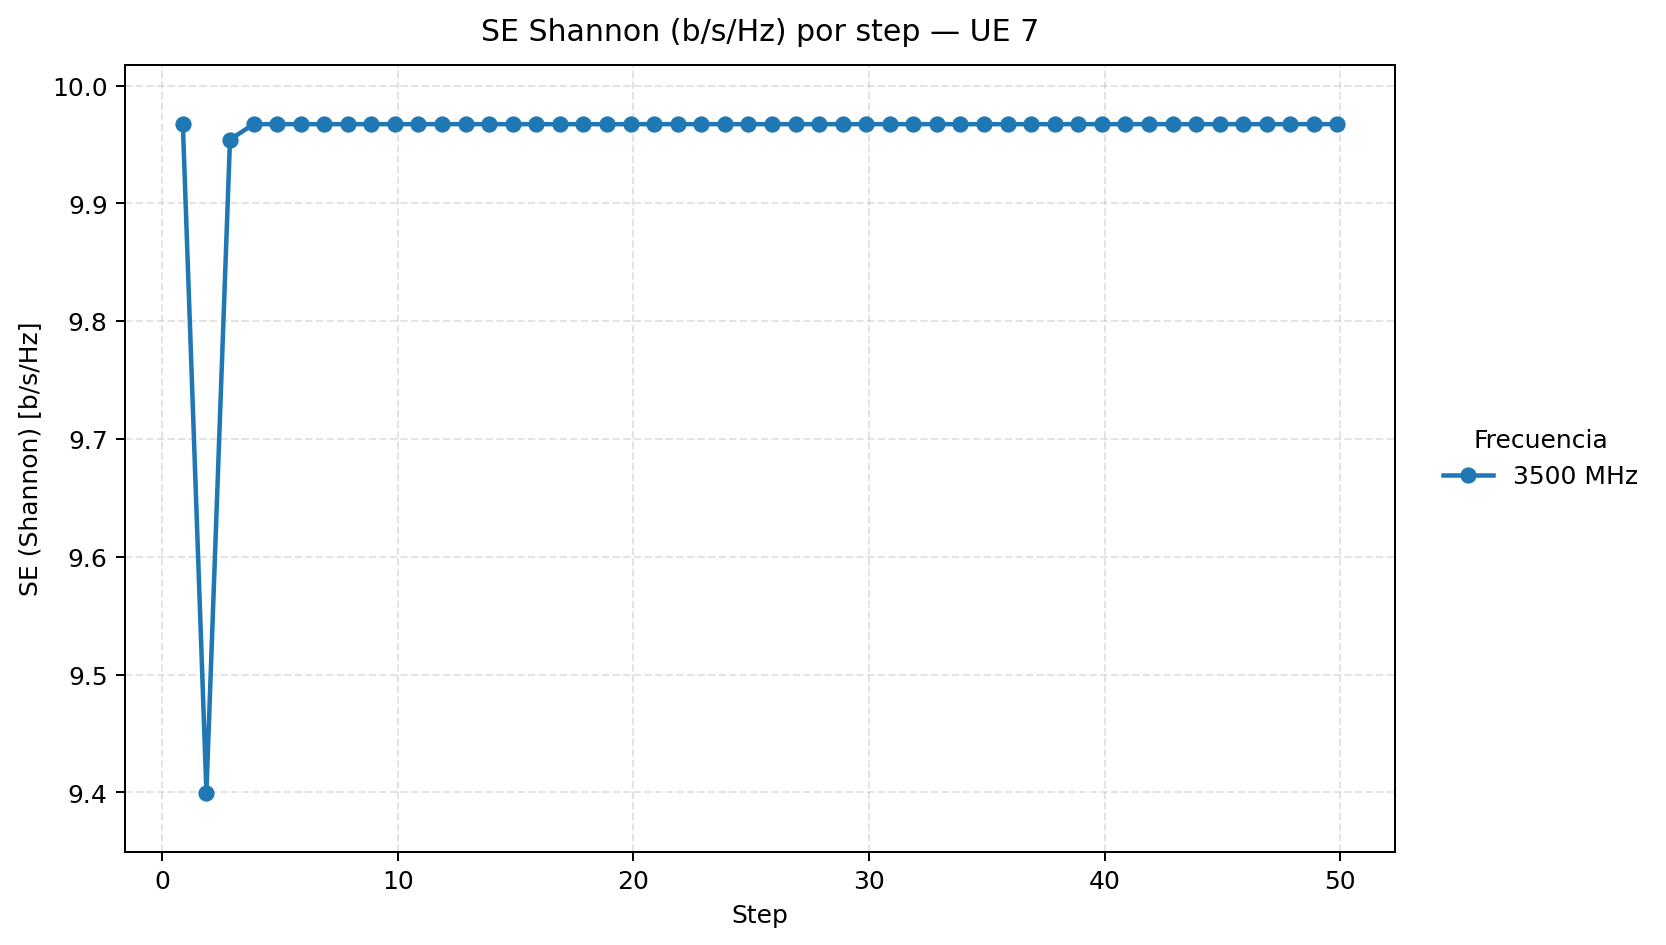 SE Shannon (b/s/Hz) por step — UE 7
SE (Shannon) [b/s/Hz]
10.0
9.9
9.8
9.7
9.6
9.5
9.4
0
10
20
30
40
50
Step
Frecuencia
3500 MHz